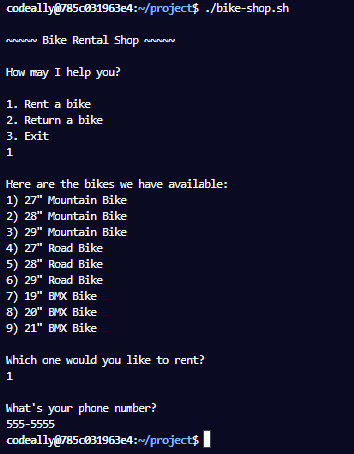 codeally@785c031963e4:~/project$ ./bike-shop.sh
~~~~~ Bike Rental Shop ~~~~~
How may I help you?
1. Rent a bike
2. Return a bike
3. Exit
1
Here are the bikes we have available:
1) 27" Mountain Bike
2) 28" Mountain Bike
3) 29" Mountain Bike
4) 27" Road Bike
5) 28" Road Bike
6) 29" Road Bike
7) 19" BMX Bike
8) 20" BMX Bike
9) 21" BMX Bike
Which one would you like to rent?
1
What's your phone number?
555-5555
codeally@785c031963e4:~/project$